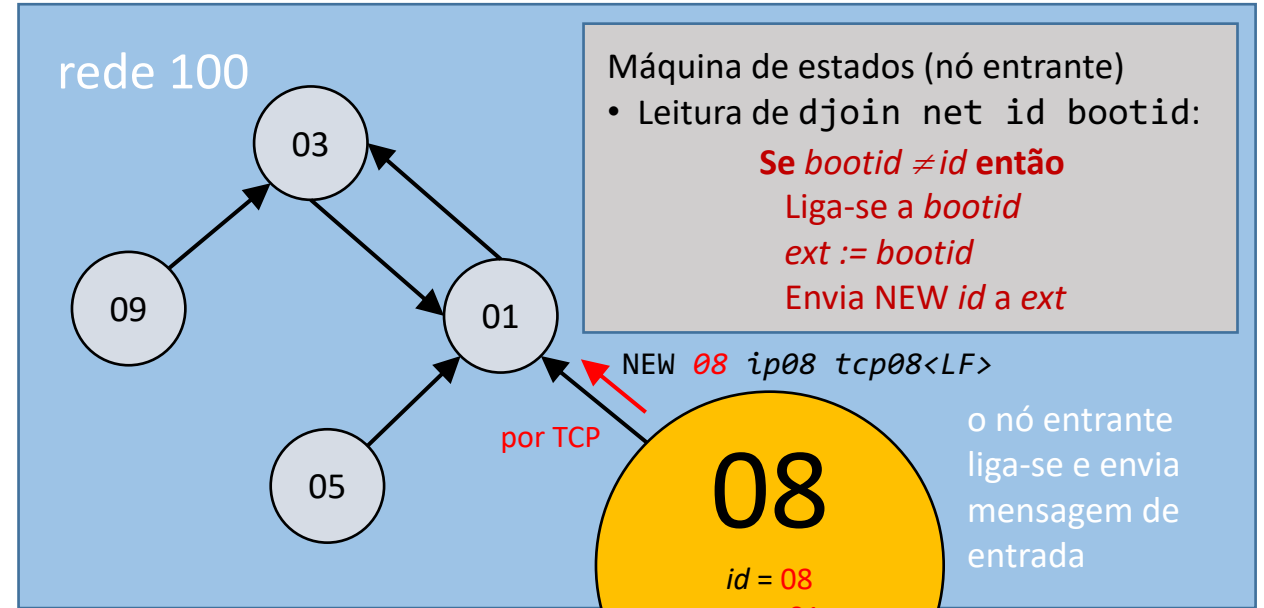 rede 100
Máquina de estados (nó entrante)
• Leitura de djoin net id bootid:
Se bootid ≠ id então
Liga-se a bootid
ext := bootid
Envia NEW id a ext
03
09
01
NEW 08 ip08 tcp08<LF>
por TCP
05
08
o nó entrante
liga-se e envia
mensagem de
entrada
id = 08